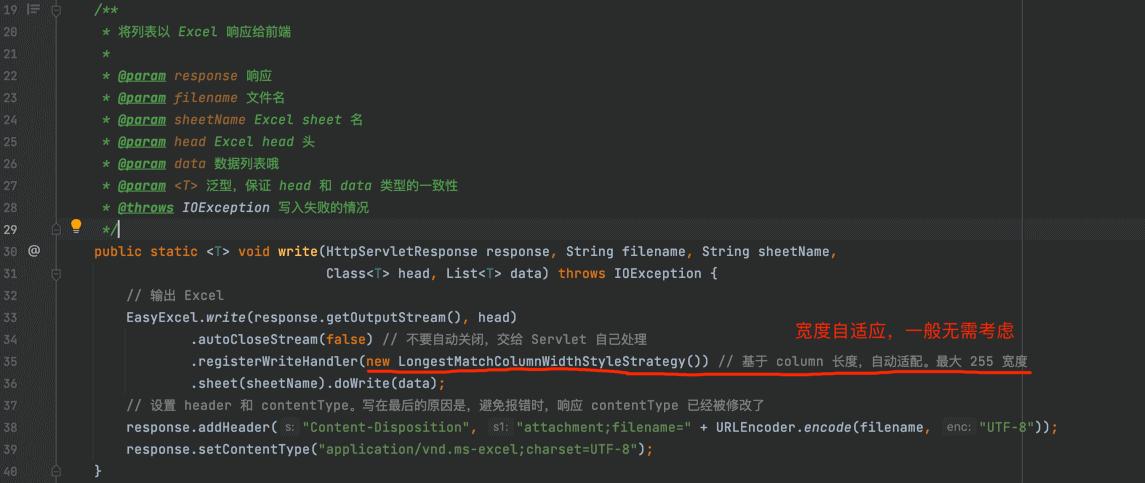 19 /**
20 * 将列表以 Excel 响应给前端
21 *
22 * @param response 响应
23 * @param filename 文件名
24 * @param sheetName Excel sheet 名
25 * @param head Excel head 头
26 * @param data 数据列表哦
27 * @param <T> 泛型，保证 head 和 data 类型的一致性
28 * @throws IOException 写入失败的情况
29 */
30 @ public static <T> void write(HttpServletResponse response, String filename, String sheetName,
31 Class<T> head, List<T> data) throws IOException {
32 // 输出 Excel
33 EasyExcel.write(response.getOutputStream(), head)
宽度自适应，一般无需考虑
34 .autoCloseStream(false) // 不要自动关闭，交给 Servlet 自己处理
35 .registerWriteHandler(new LongestMatchColumnWidthStyleStrategy()) // 基于 column 长度，自动适配。最大 255 宽度
36 .sheet(sheetName).doWrite(data);
37 // 设置 header 和 contentType。写在最后的原因是，避免报错时，响应 contentType 已经被修改了
38 response.addHeader( s: "Content-Disposition", s1: "attachment;filename=" + URLEncoder.encode(filename, enc: "UTF-8"));
39 response.setContentType("application/vnd.ms-excel;charset=UTF-8");
40 }